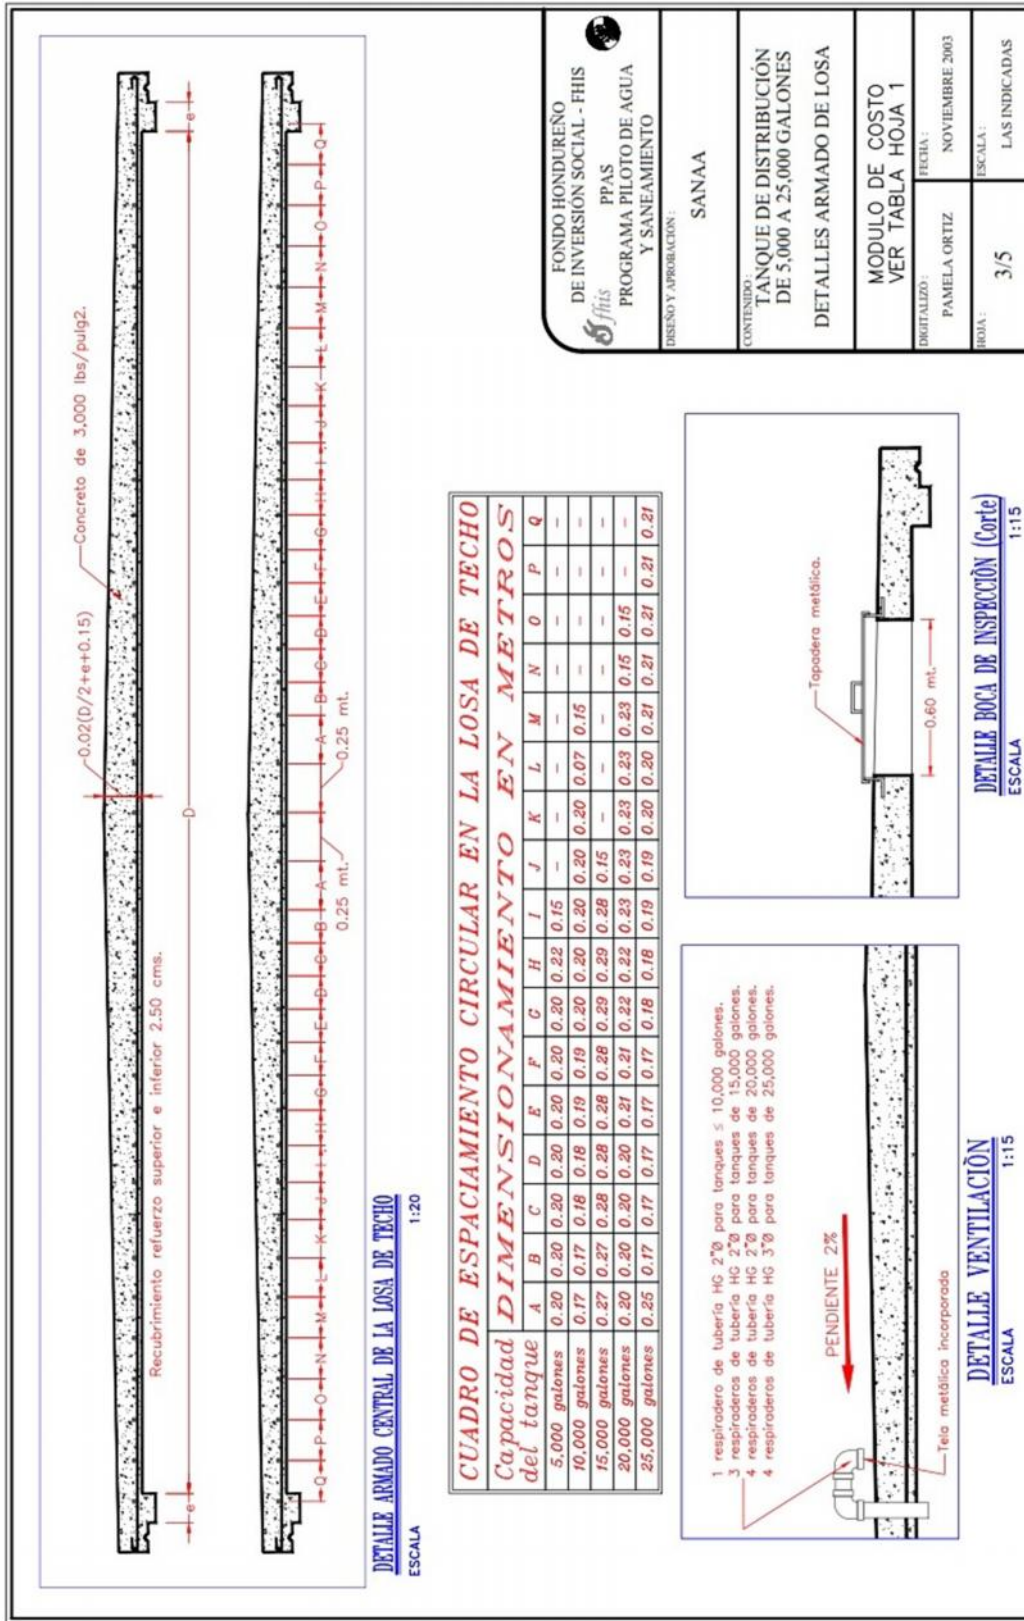 0.02(D/2+e+0.15)
Concreto de 3,000 lbs/pulg2.
Recubrimiento refuerzo superior e inferior 2.50 cms.
e
D
e
Q P O N M L K J I H G F E D C B A A B C D E F G H I J K L M N O P Q
0.25 mt.
0.25 mt.
DETALLE ARMADO CENTRAL DE LA LOSA DE TECHO
ESCALA 1:20
CUADRO DE ESPACIAMIENTO CIRCULAR EN LA LOSA DE TECHO
Capacidad DIMENSIONAMIENTO EN METROS
del tanque A B C D E F G H I J K L M N O P Q
5,000 galones 0.20 0.20 0.20 0.20 0.20 0.20 0.20 0.22 0.15 - - - - - - - -
10,000 galones 0.17 0.17 0.18 0.18 0.19 0.19 0.20 0.20 0.20 0.20 0.20 0.07 0.15 - - - -
15,000 galones 0.27 0.27 0.28 0.28 0.28 0.28 0.29 0.29 0.28 0.15 - - - - - - -
20,000 galones 0.20 0.20 0.20 0.20 0.21 0.21 0.22 0.22 0.23 0.23 0.23 0.23 0.23 0.15 0.15 - -
25,000 galones 0.25 0.17 0.17 0.17 0.17 0.17 0.18 0.18 0.19 0.19 0.20 0.20 0.21 0.21 0.21 0.21 0.21
1 respiradero de tubería HG 2"Ø para tanques ≤ 10,000 galones.
3 respiraderos de tubería HG 2"Ø para tanques de 15,000 galones.
4 respiraderos de tubería HG 2"Ø para tanques de 20,000 galones.
4 respiraderos de tubería HG 3"Ø para tanques de 25,000 galones.
PENDIENTE 2%
Tela metálica incorporada
DETALLE VENTILACIÒN
ESCALA 1:15
Tapadera metálica.
0.60 mt.
DETALLE BOCA DE INSPECCIÒN (Corte)
ESCALA 1:15
FONDO HONDUREÑO
DE INVERSIÓN SOCIAL - FHIS
fhis
PPAS
PROGRAMA PILOTO DE AGUA
Y SANEAMIENTO
DISEÑO Y APROBACION :
SANAA
CONTENIDO :
TANQUE DE DISTRIBUCIÓN
DE 5,000 A 25,000 GALONES
DETALLES ARMADO DE LOSA
MODULO DE COSTO
VER TABLA HOJA 1
DIGITALIZO :
PAMELA ORTIZ
FECHA :
NOVIEMBRE 2003
HOJA :
3/5
ESCALA :
LAS INDICADAS